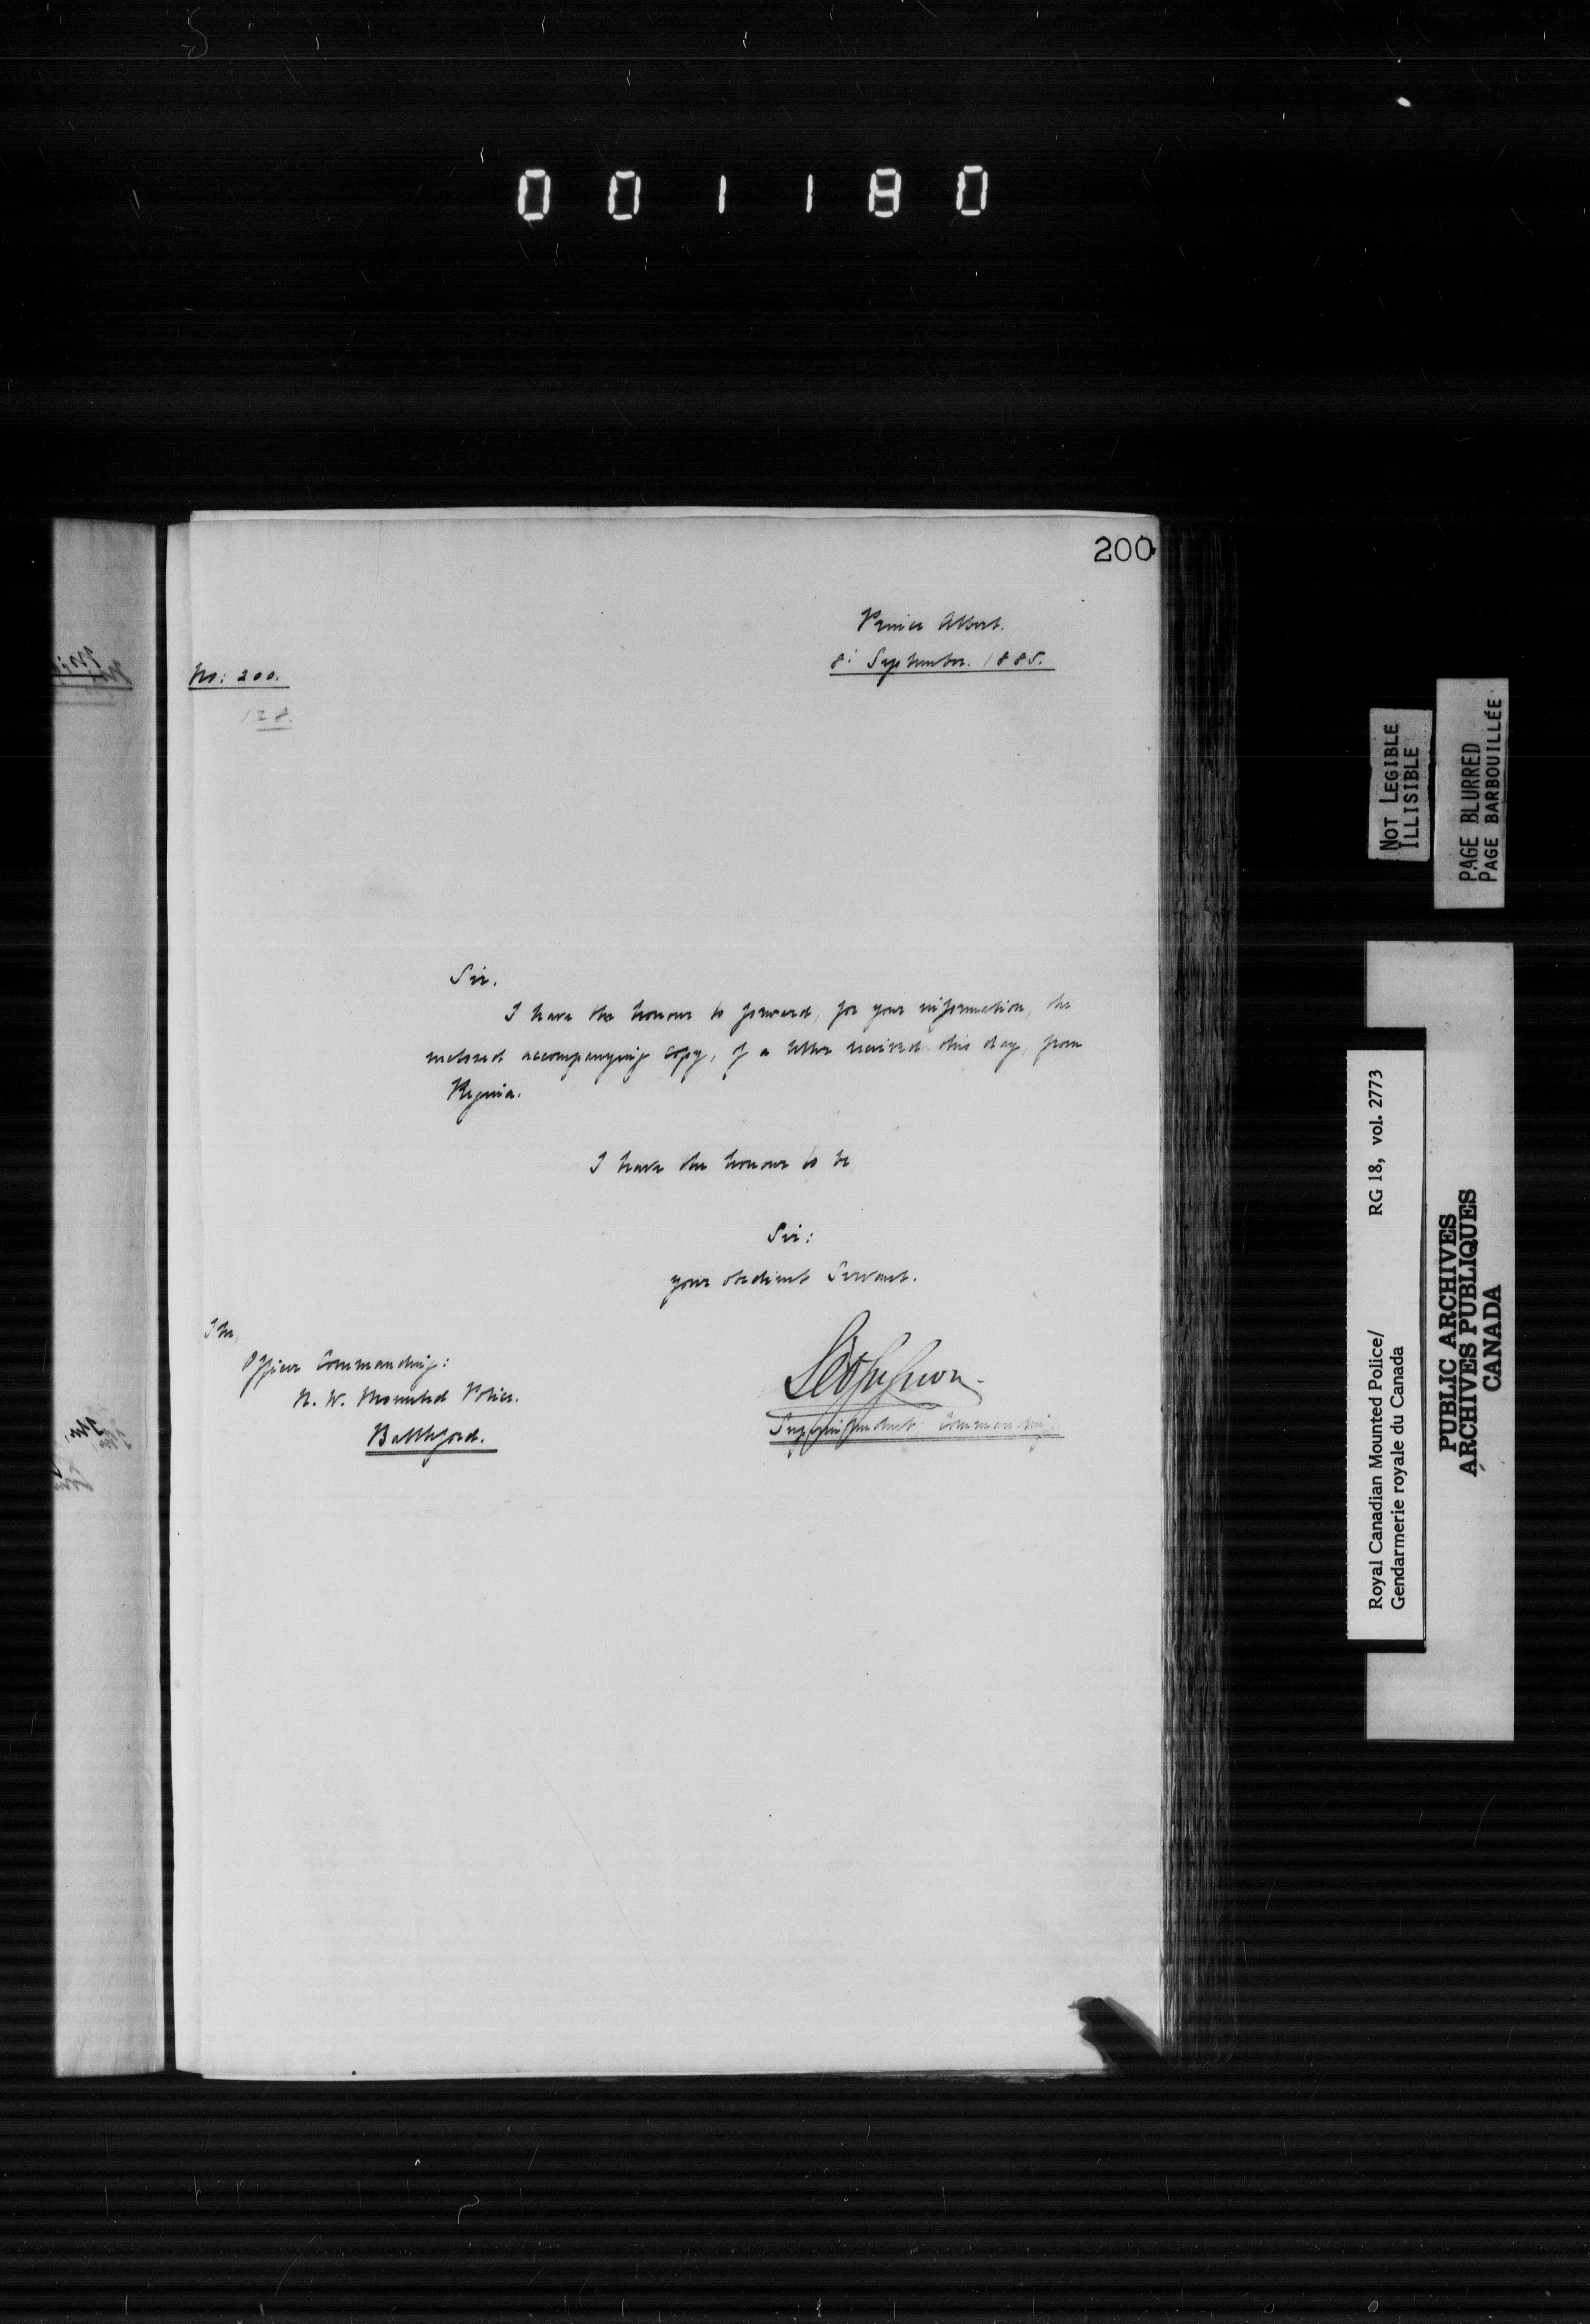 001180
200
Prince Albert.
8: September. 1885.
No: 200.
128.
Sir.
I have the honour to forward, for your information, the
inclosed accompanying copy, of a letter received this day, from
Regina.
I have the honour to be
Sir:
your obedient Servant.
The,
Officer Commanding:
N. W. Mounted Police.
Battleford.
Superintendent Commanding
NOT LEGIBLE
ILLISIBLE
PAGE BLURRED
PAGE BARBOUILLÉE
Royal Canadian Mounted Police/ RG 18, vol. 2773
Gendarmerie royale du Canada
PUBLIC ARCHIVES
ARCHIVES PUBLIQUES
CANADA